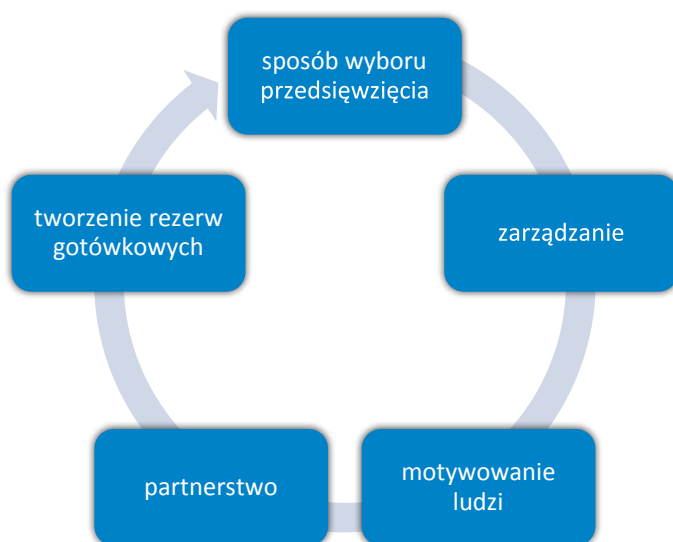 sposób wyboru
przedsięwzięcia
zarządzanie
motywowanie
ludzi
partnerstwo
tworzenie rezerw
gotówkowych